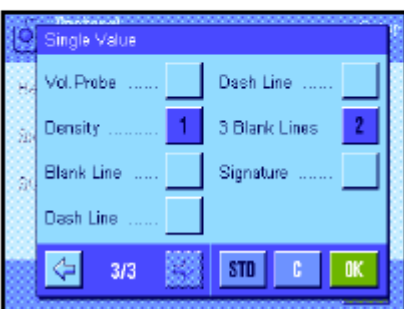 Single Value
Vol.Probe ...... Dash Line ......
Density .......... 1 3 Blank Lines 2
Blank Line ..... Signature .......
Dash Line ......
3/3 STD C OK